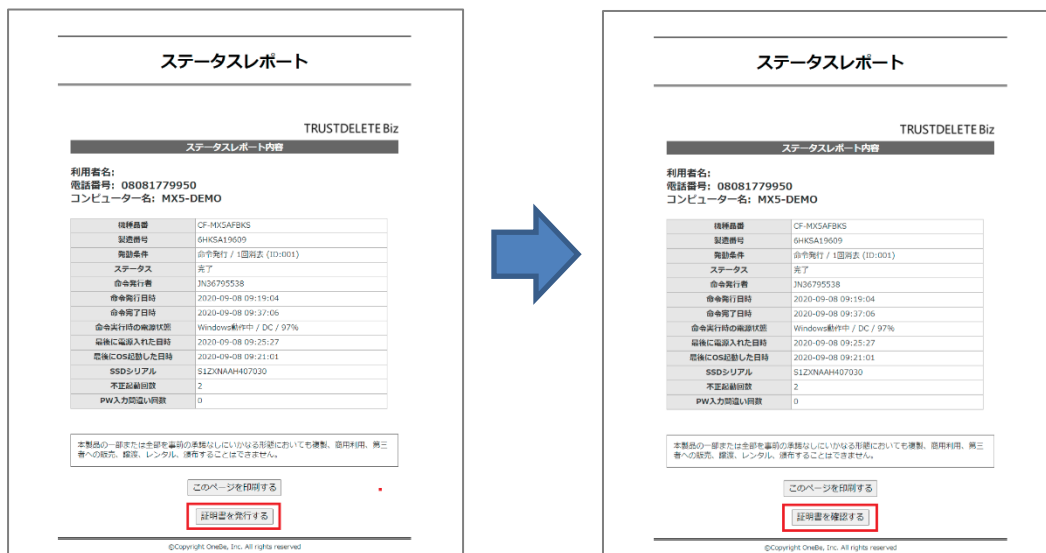 ステータスレポート
TRUSTDELETE Biz
ステータスレポート内容
利用者名:
電話番号: 08081779950
コンピューター名: MX5-DEMO
機種品番 CF-MX5AFBKS
製造番号 6HKSA19609
発動条件 命令発行 / 1回消去 (ID:001)
ステータス 完了
命令発行者 JN36795538
命令発行日時 2020-09-08 09:19:04
命令完了日時 2020-09-08 09:37:06
命令実行時の電源状態 Windows動作中 / DC / 97%
最後に電源入れた日時 2020-09-08 09:25:27
最後にOS起動した日時 2020-09-08 09:21:01
SSDシリアル S1ZXNAAH407030
不正起動回数 2
PW入力間違い回数 0
本製品の一部または全部を事前の承諾なしにいかなる形態においても複製、商用利用、第三
者への販売、譲渡、レンタル、頒布することはできません。
このページを印刷する
証明書を発行する
©Copyright OneBe, Inc. All rights reserved
ステータスレポート
TRUSTDELETE Biz
ステータスレポート内容
利用者名:
電話番号: 08081779950
コンピューター名: MX5-DEMO
機種品番 CF-MX5AFBKS
製造番号 6HKSA19609
発動条件 命令発行 / 1回消去 (ID:001)
ステータス 完了
命令発行者 JN36795538
命令発行日時 2020-09-08 09:19:04
命令完了日時 2020-09-08 09:37:06
命令実行時の電源状態 Windows動作中 / DC / 97%
最後に電源入れた日時 2020-09-08 09:25:27
最後にOS起動した日時 2020-09-08 09:21:01
SSDシリアル S1ZXNAAH407030
不正起動回数 2
PW入力間違い回数 0
本製品の一部または全部を事前の承諾なしにいかなる形態においても複製、商用利用、第三
者への販売、譲渡、レンタル、頒布することはできません。
このページを印刷する
証明書を確認する
©Copyright OneBe, Inc. All rights reserved